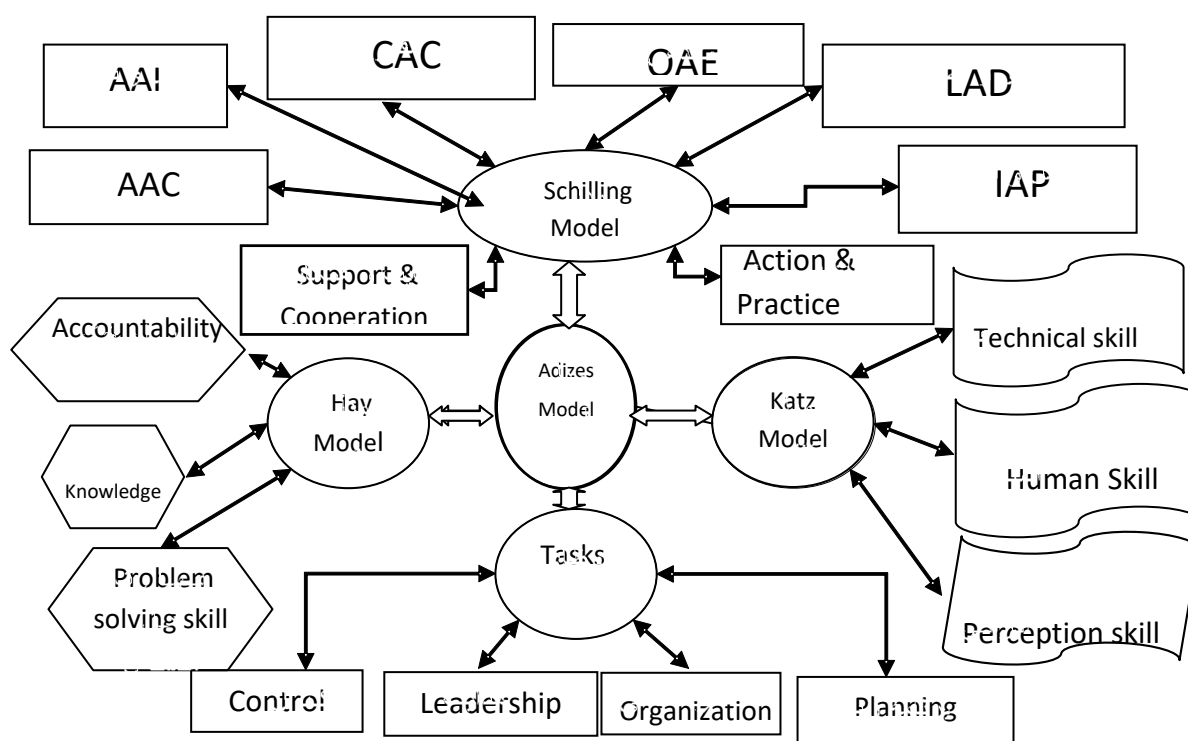 AAI
CAC
OAE
LAD
AAC
Schilling
Model
IAP
Support &
Cooperation
Action &
Practice
Accountability
Technical skill
Adizes
Model
Hay
Model
Katz
Model
Knowledge
Human Skill
Tasks
Problem
solving skill
Perception skill
Control
Leadership
Organization
Planning